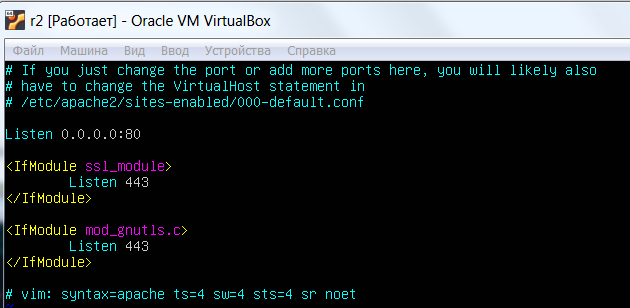 r2 [Работает] - Oracle VM VirtualBox
Файл Машина Вид Ввод Устройства Справка
# If you just change the port or add more ports here, you will likely also
# have to change the VirtualHost statement in
# /etc/apache2/sites-enabled/000-default.conf
Listen 0.0.0.0:80
<IfModule ssl_module>
Listen 443
</IfModule>
<IfModule mod_gnutls.c>
Listen 443
</IfModule>
# vim: syntax=apache ts=4 sw=4 sts=4 sr noet